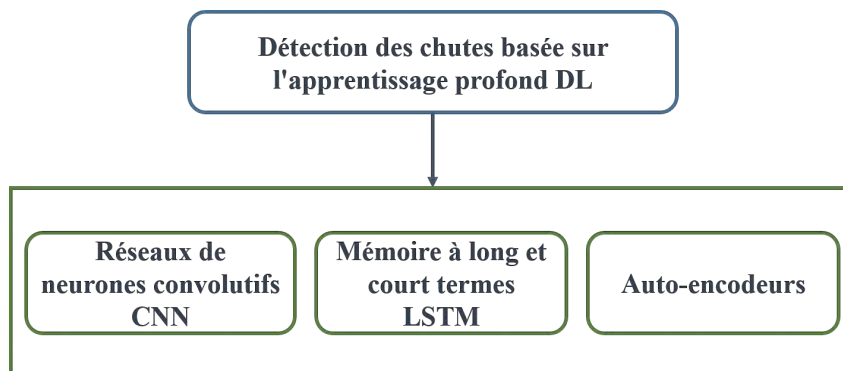 Détection des chutes basée sur
l'apprentissage profond DL
Réseaux de
neurones convolutifs
CNN
Mémoire à long et
court termes
LSTM
Auto-encodeurs